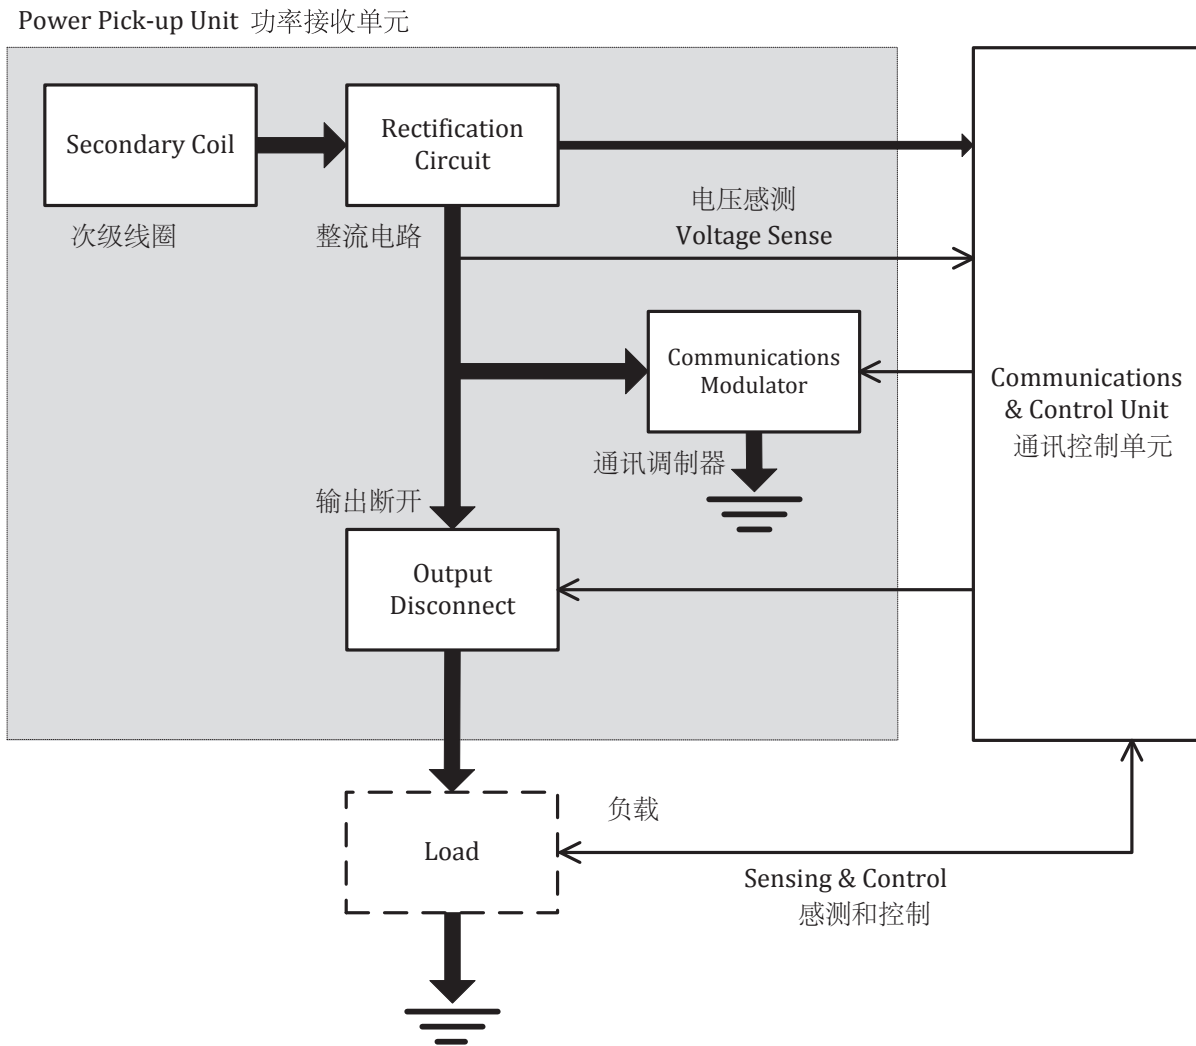 Power Pick-up Unit 功率接收单元
Secondary Coil
次级线圈
Rectification
Circuit
整流电路
电压感测
Voltage Sense
Communications
Modulator
通讯调制器
Communications
& Control Unit
通讯控制单元
输出断开
Output
Disconnect
负载
Load
Sensing & Control
感测和控制